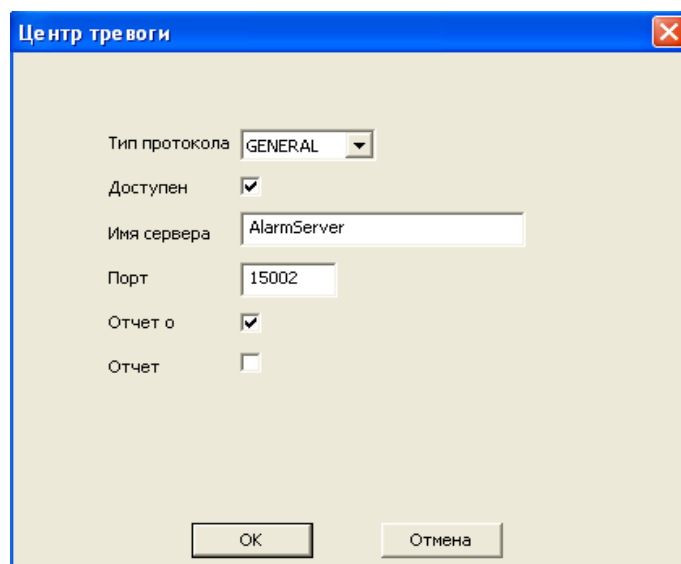 Центр тревоги
Тип протокола GENERAL
Доступен
Имя сервера AlarmServer
Порт 15002
Отчет о
Отчет
OK Отмена